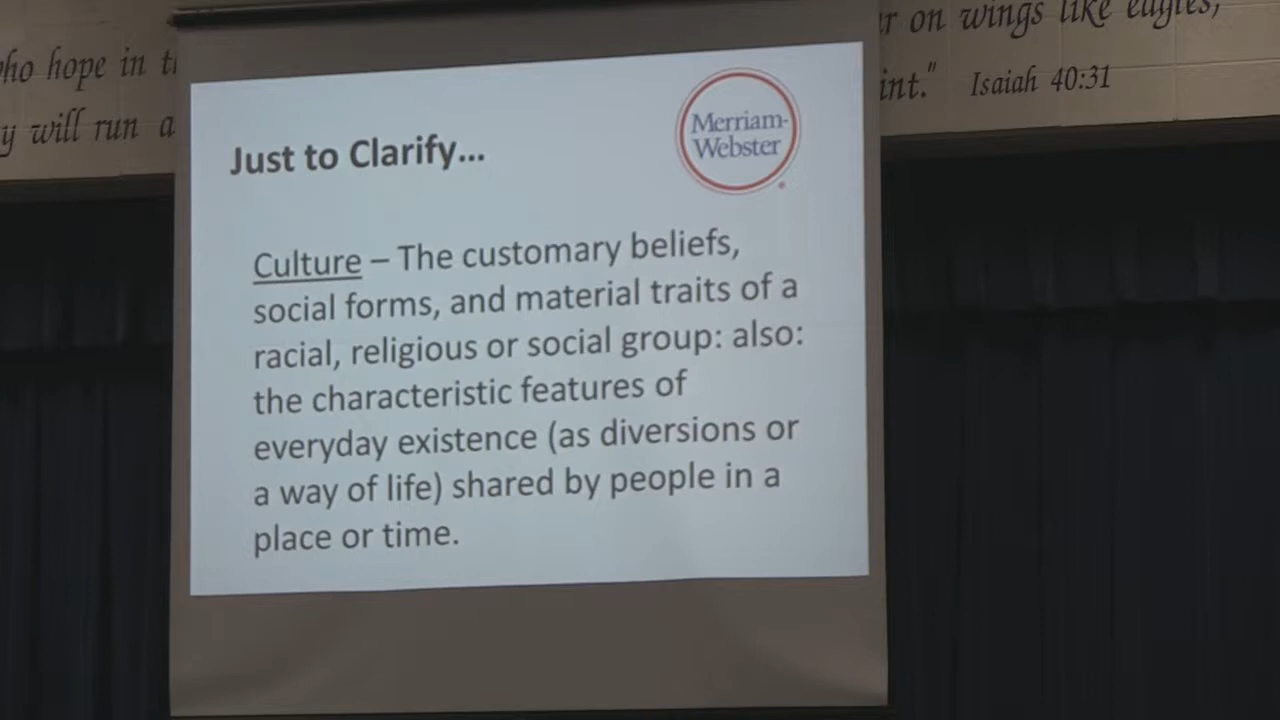 who hope in
r on wings like eagles,
y will run a
int." Isaiah 40:31
Just to Clarify...
Merriam-
Webster
Culture – The customary beliefs,
social forms, and material traits of a
racial, religious or social group: also:
the characteristic features of
everyday existence (as diversions or
a way of life) shared by people in a
place or time.